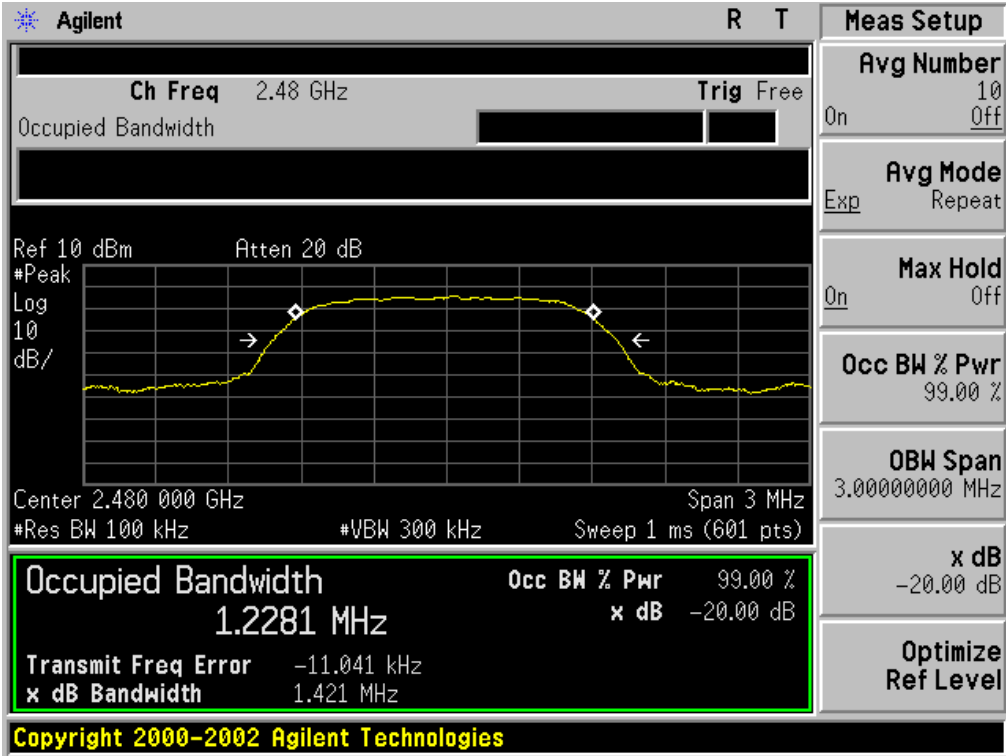 Agilent R T
Ch Freq 2.48 GHz Trig Free
Occupied Bandwidth
Ref 10 dBm Atten 20 dB
#Peak
Log
10
dB/
Center 2.480 000 GHz Span 3 MHz
#Res BW 100 kHz #VBW 300 kHz Sweep 1 ms (601 pts)
Occupied Bandwidth
1.2281 MHz
Occ BW % Pwr 99.00 %
x dB -20.00 dB
Transmit Freq Error -11.041 kHz
x dB Bandwidth 1.421 MHz
Copyright 2000-2002 Agilent Technologies
Meas Setup
Avg Number
10
On Off
Avg Mode
Exp Repeat
Max Hold
On Off
Occ BW % Pwr
99.00 %
OBW Span
3.00000000 MHz
x dB
-20.00 dB
Optimize
Ref Level